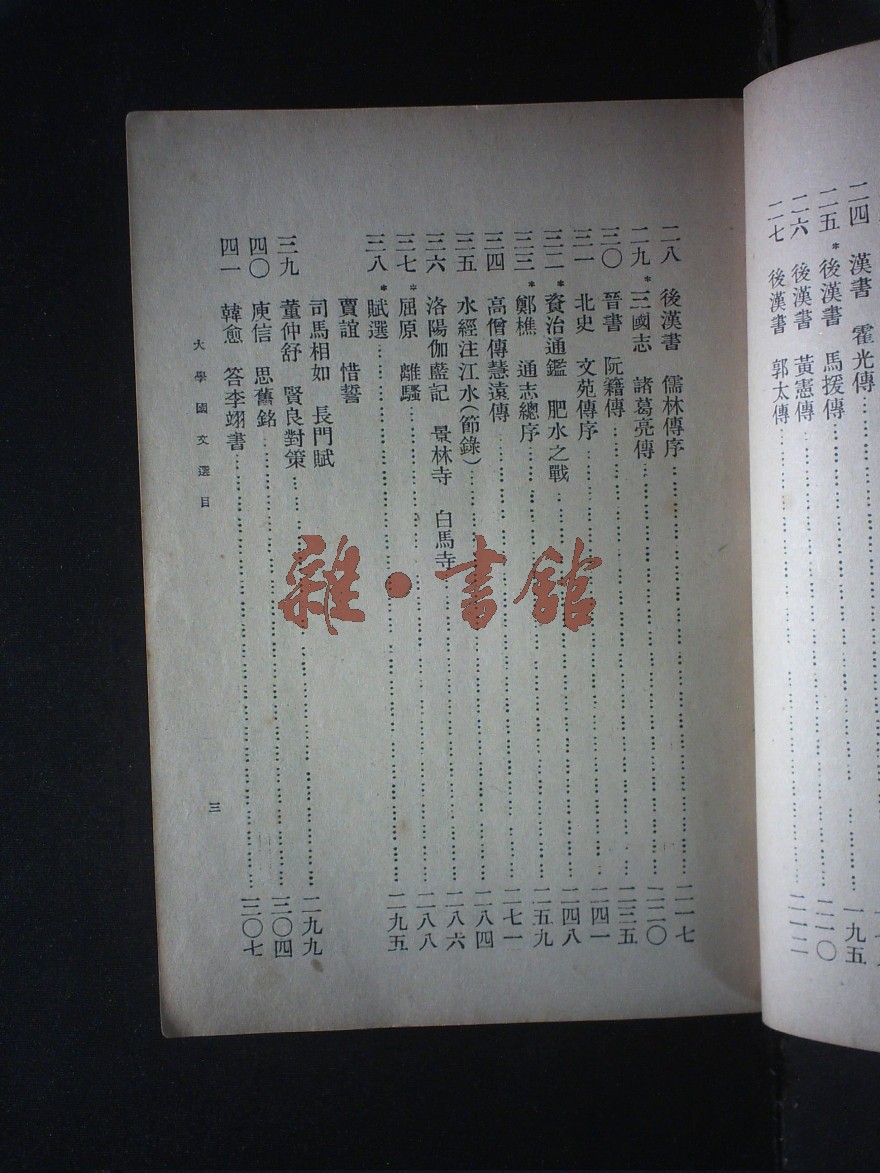 二四 漢書 霍光傳……
二五 *後漢書 馬援傳……一九五
二六 後漢書 黃憲傳……二一〇
二七 後漢書 郭太傳……二一二
二八 後漢書 儒林傳序……二一七
二九 *三國志 諸葛亮傳……二二〇
三〇 晉書 阮籍傳……二三五
三一 北史 文苑傳序……二四一
三二 *資治通鑑 肥水之戰……二四八
三三 *鄭樵 通志總序……二五九
三四 高僧傳慧遠傳……二七一
三五 水經注江水(節錄)……二八四
三六 洛陽伽藍記 景林寺 白馬寺……二八六
三七 *屈原 離騷……二八八
三八 *賦選……二九五
賈誼 惜誓
司馬相如 長門賦
三九 董仲舒 賢良對策……二九九
四〇 庾信 思舊銘……三〇四
四一 韓愈 答李翊書……三〇七
大學國文選目 三
雜·書館